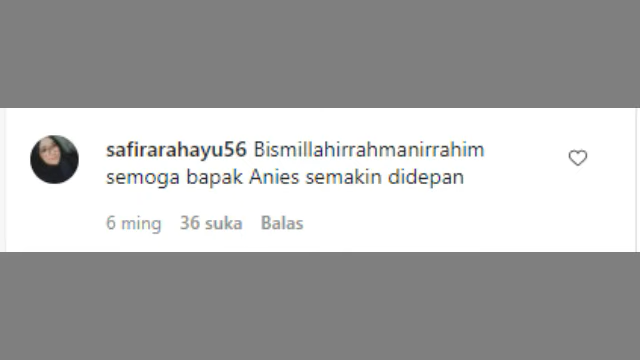 safirarahayu56 Bismillahirrahmanirrahim
semoga bapak Anies semakin didepan
6 ming 36 suka Balas